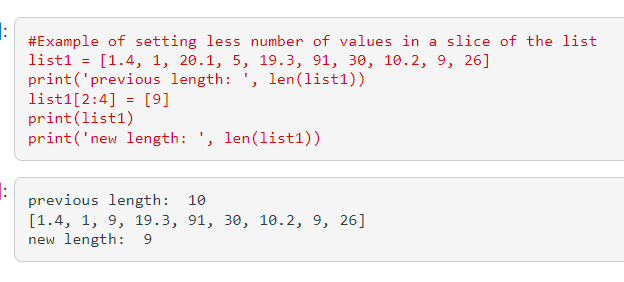 ]:
#Example of setting less number of values in a slice of the list
list1 = [1.4, 1, 20.1, 5, 19.3, 91, 30, 10.2, 9, 26]
print('previous length: ', len(list1))
list1[2:4] = [9]
print(list1)
print('new length: ', len(list1))
]:
previous length:  10
[1.4, 1, 9, 19.3, 91, 30, 10.2, 9, 26]
new length:  9